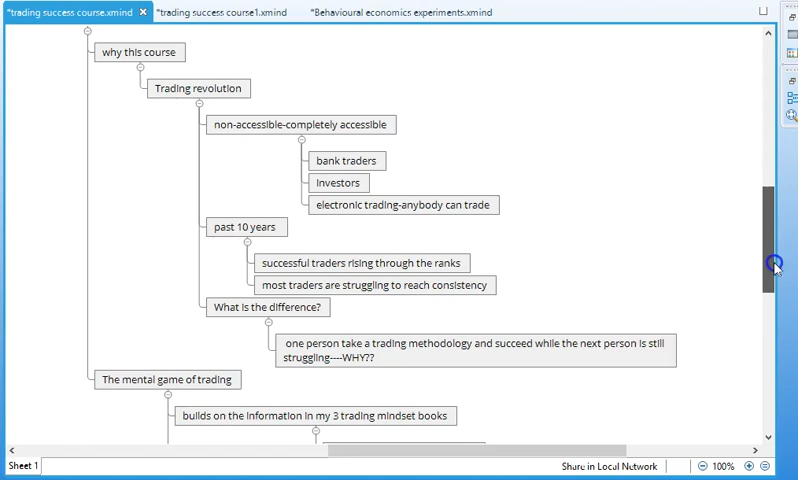 *trading success course.xmind
*trading success course1.xmind
*Behavioural economics experiments.xmind
why this course
Trading revolution
non-accessible-completely accessible
bank traders
investors
electronic trading-anybody can trade
past 10 years
successful traders rising through the ranks
most traders are struggling to reach consistency
What is the difference?
one person take a trading methodology and succeed while the next person is still
struggling----WHY??
The mental game of trading
builds on the information in my 3 trading mindset books
Sheet 1
Share in Local Network
100%